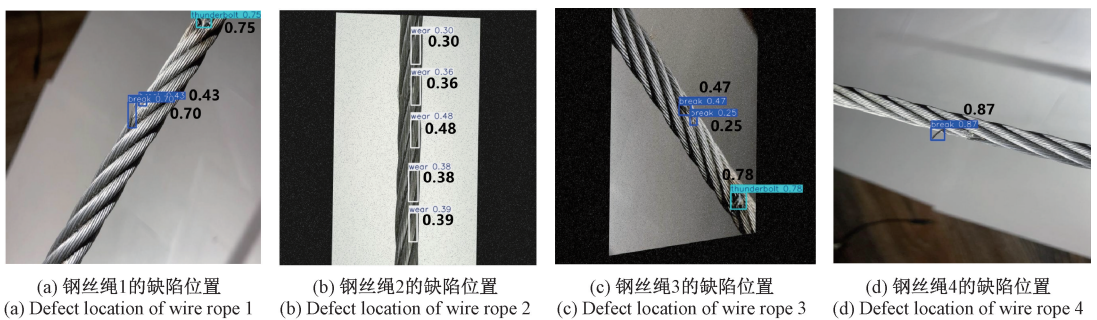 thunderbolt 0.75
0.75
0.43
break 0.70
0.43
0.70
wear 0.30
0.30
wear 0.36
0.36
wear 0.48
0.48
wear 0.38
0.38
wear 0.39
0.39
0.47
break 0.47
break 0.25
0.25
0.78
thunderbolt 0.78
0.87
break 0.87
(a) 钢丝绳1的缺陷位置
(a) Defect location of wire rope 1
(b) 钢丝绳2的缺陷位置
(b) Defect location of wire rope 2
(c) 钢丝绳3的缺陷位置
(c) Defect location of wire rope 3
(d) 钢丝绳4的缺陷位置
(d) Defect location of wire rope 4